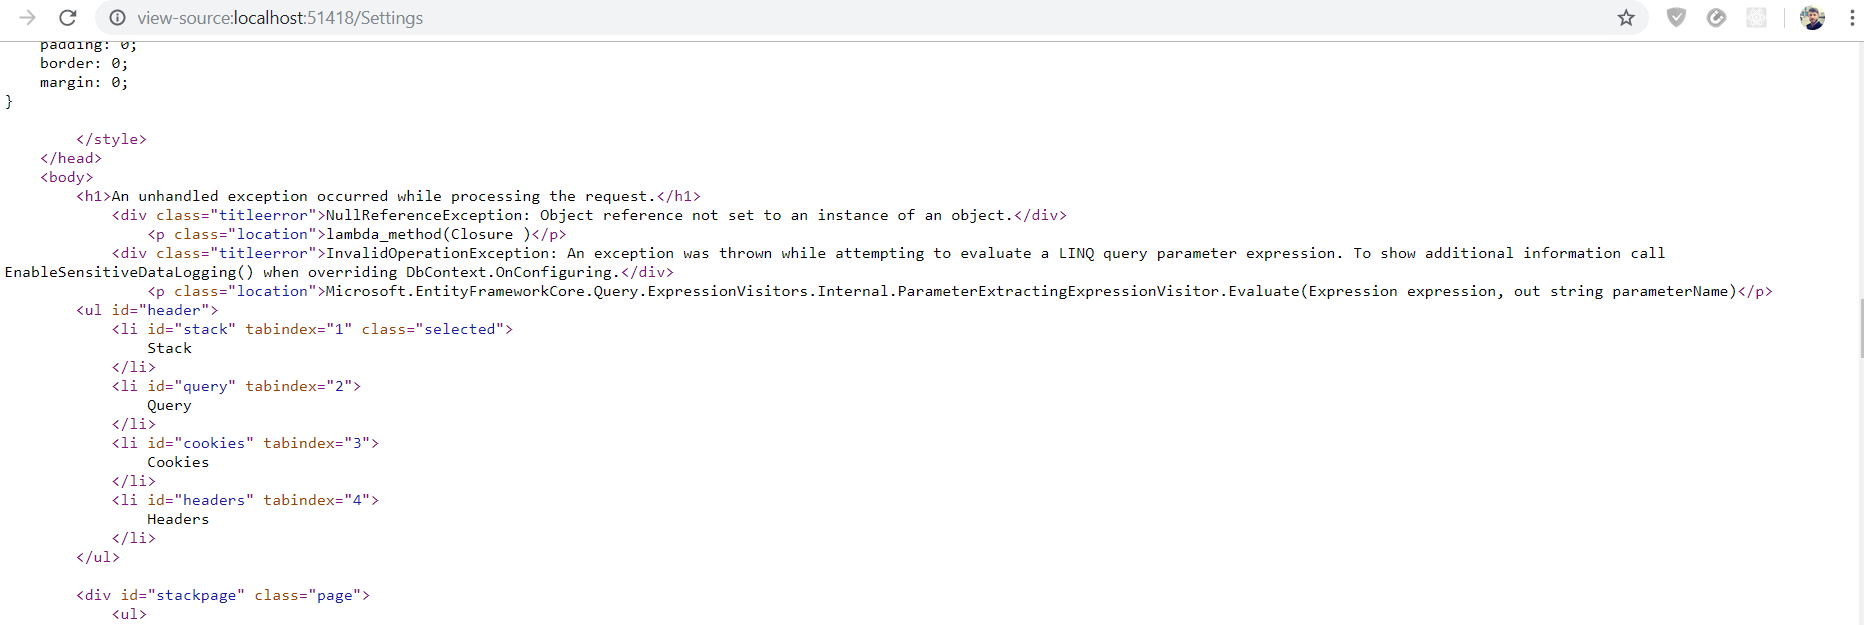 view-source:localhost:51418/Settings
padding: 0;
border: 0;
margin: 0;
}
</style>
</head>
<body>
<h1>An unhandled exception occurred while processing the request.</h1>
<div class="titleerror">NullReferenceException: Object reference not set to an instance of an object.</div>
<p class="location">lambda_method(Closure )</p>
<div class="titleerror">InvalidOperationException: An exception was thrown while attempting to evaluate a LINQ query parameter expression. To show additional information call
EnableSensitiveDataLogging() when overriding DbContext.OnConfiguring.</div>
<p class="location">Microsoft.EntityFrameworkCore.Query.ExpressionVisitors.Internal.ParameterExtractingExpressionVisitor.Evaluate(Expression expression, out string parameterName)</p>
<ul id="header">
<li id="stack" tabindex="1" class="selected">
Stack
</li>
<li id="query" tabindex="2">
Query
</li>
<li id="cookies" tabindex="3">
Cookies
</li>
<li id="headers" tabindex="4">
Headers
</li>
</ul>
<div id="stackpage" class="page">
<ul>